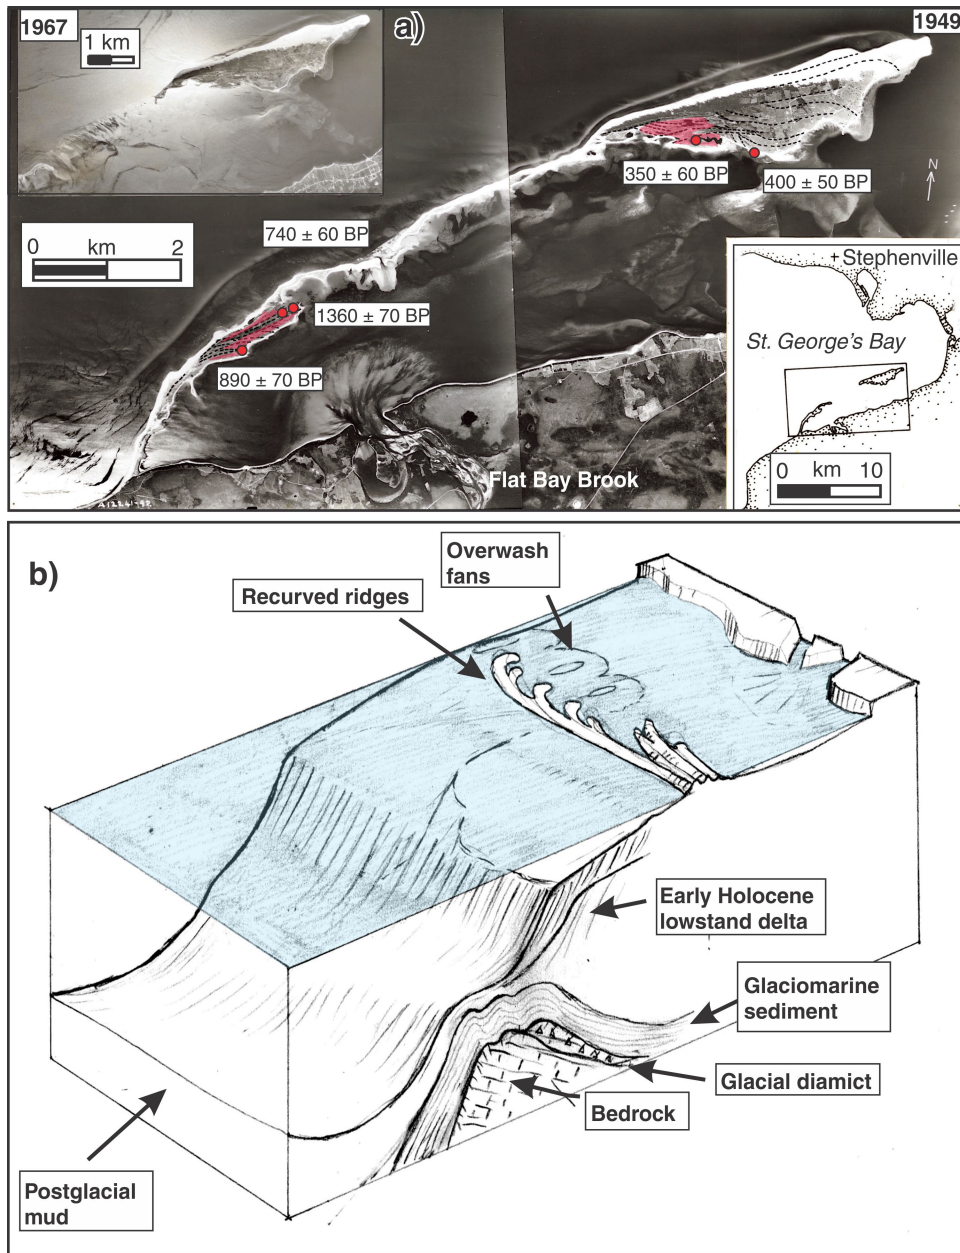 1967
1 km
a)
1949
350 ± 60 BP
400 ± 50 BP
N
0 km 2
740 ± 60 BP
1360 ± 70 BP
890 ± 70 BP
Flat Bay Brook
+ Stephenville
St. George's Bay
0 km 10
b)
Overwash
fans
Recurved ridges
Early Holocene
lowstand delta
Glaciomarine
sediment
Glacial diamict
Bedrock
Postglacial
mud